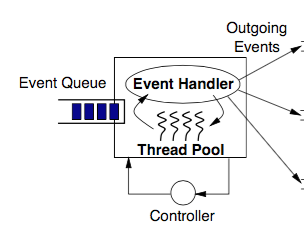 Outgoing
Events
Event Queue
Event Handler
Thread Pool
Controller